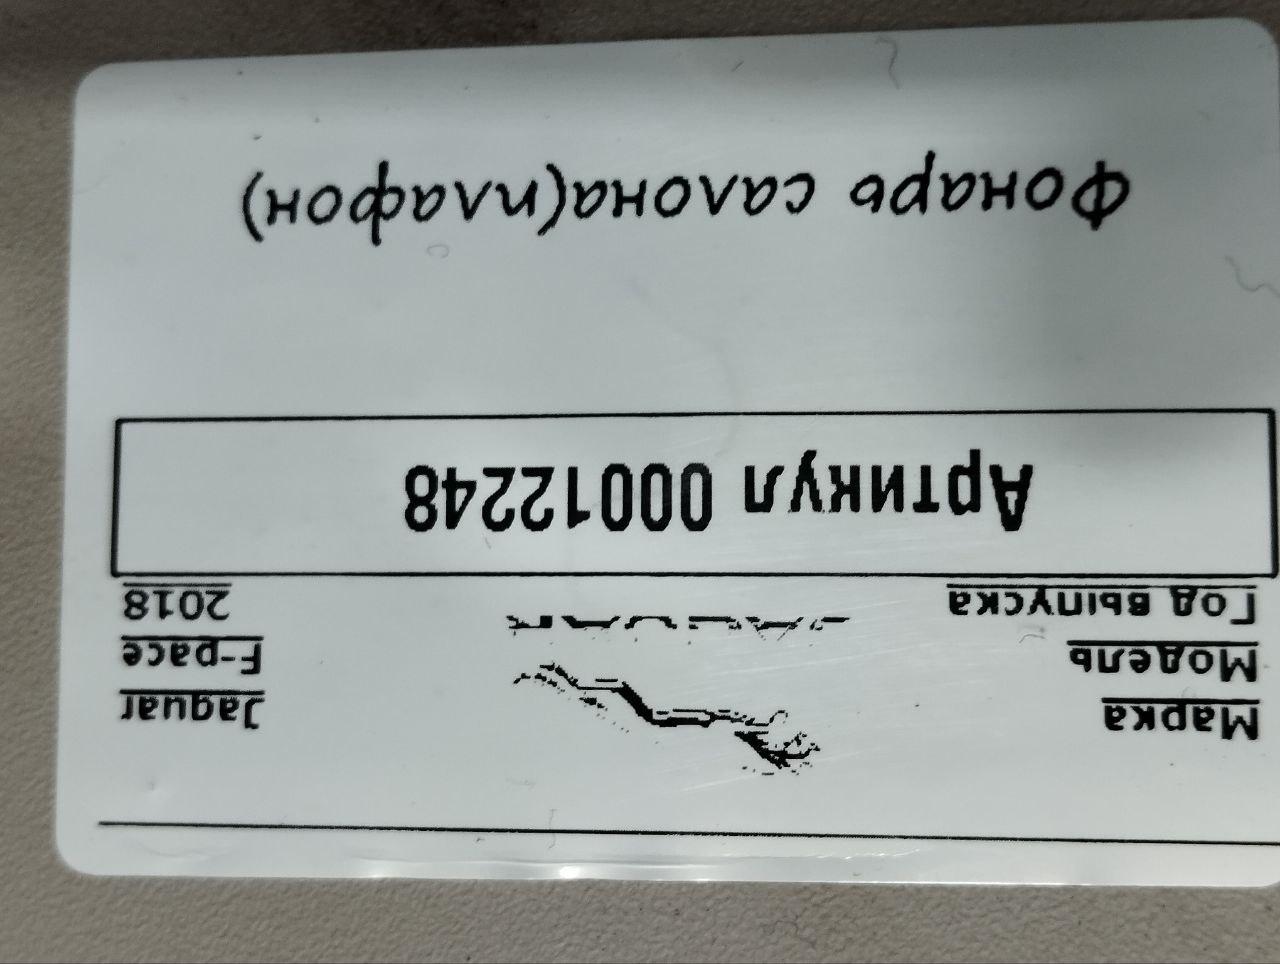 Марка Jaguar
Модель E-pace
Год выпуска 2018
Артикул 00012248
Фонарь салона(плафон)